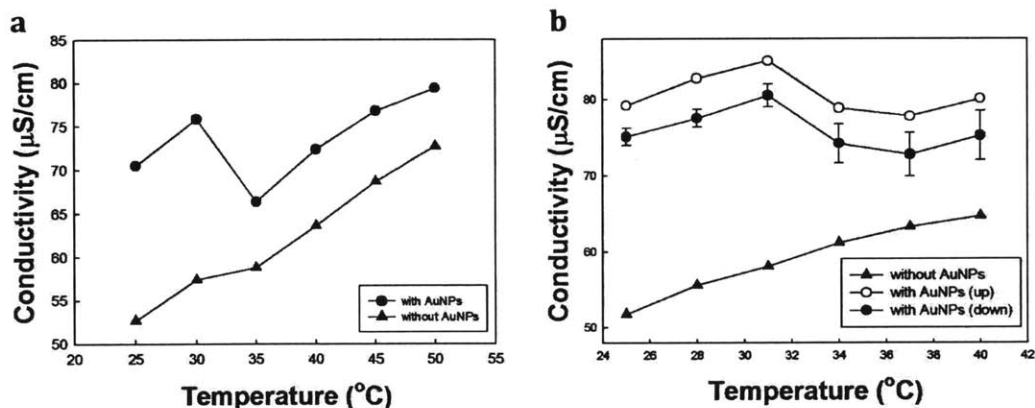 a
85
80
75
70
65
60
55
50
20 25 30 35 40 45 50 55
Conductivity (µS/cm)
Temperature (°C)
with AuNPs
without AuNPs
b
80
70
60
50
24 26 28 30 32 34 36 38 40 42
Conductivity (µS/cm)
Temperature (°C)
without AuNPs
with AuNPs (up)
with AuNPs (down)